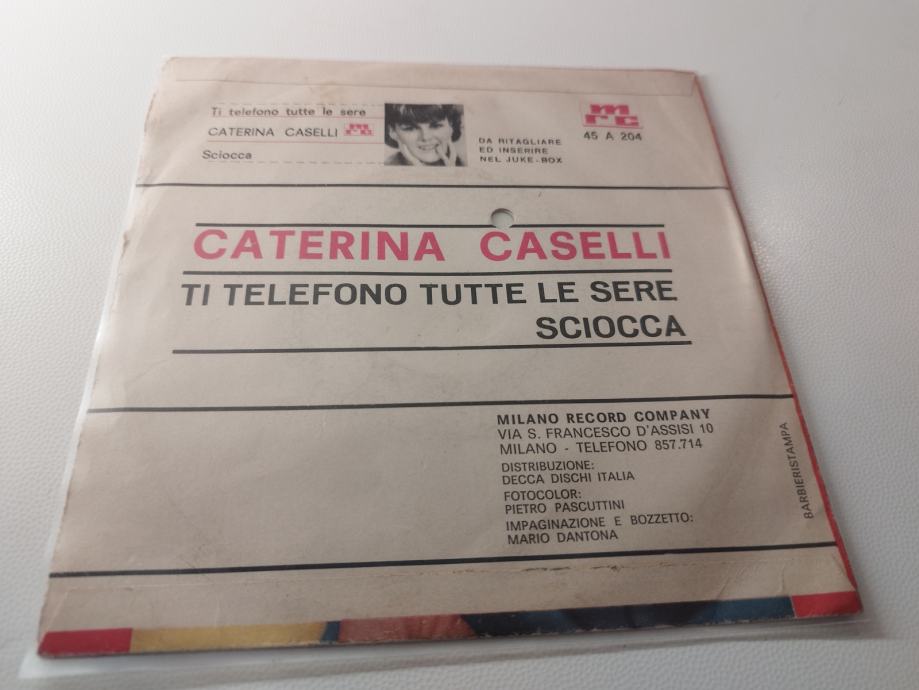 Ti telefono tutte le sere
CATERINA CASELLI mrc
Sciocca
DA RITAGLIARE
ED INSERIRE
NEL JUKE-BOX
mrc
45 A 204
CATERINA CASELLI
TI TELEFONO TUTTE LE SERE
SCIOCCA
MILANO RECORD COMPANY
VIA S. FRANCESCO D'ASSISI 10
MILANO - TELEFONO 857.714
DISTRIBUZIONE:
DECCA DISCHI ITALIA
FOTOCOLOR:
PIETRO PASCUTTINI
IMPAGINAZIONE E BOZZETTO:
MARIO DANTONA
BARBIERISTAMPA